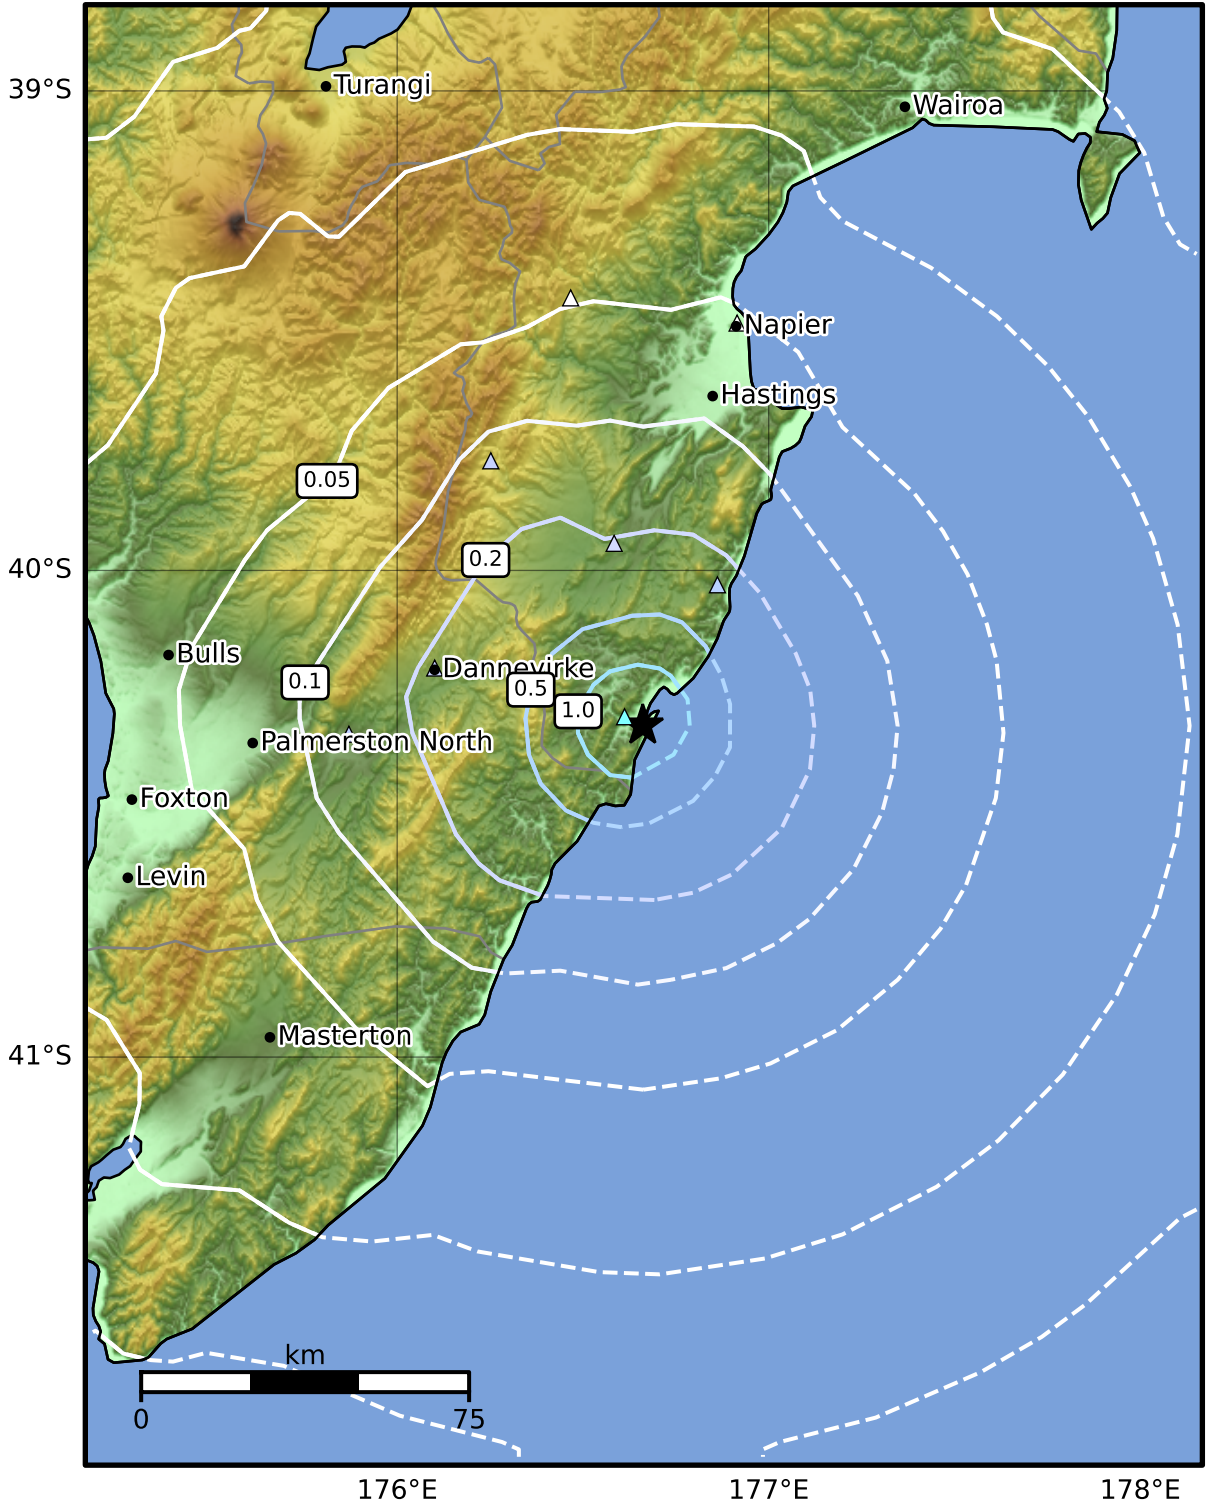 39°S
Turangi
Wairoa
Napier
Hastings
0.05
40°S
0.2
Bulls
Dannevirke
0.1
0.5
1.0
Palmerston North
Foxton
Levin
Masterton
41°S
km
0
75
176°E
177°E
178°E